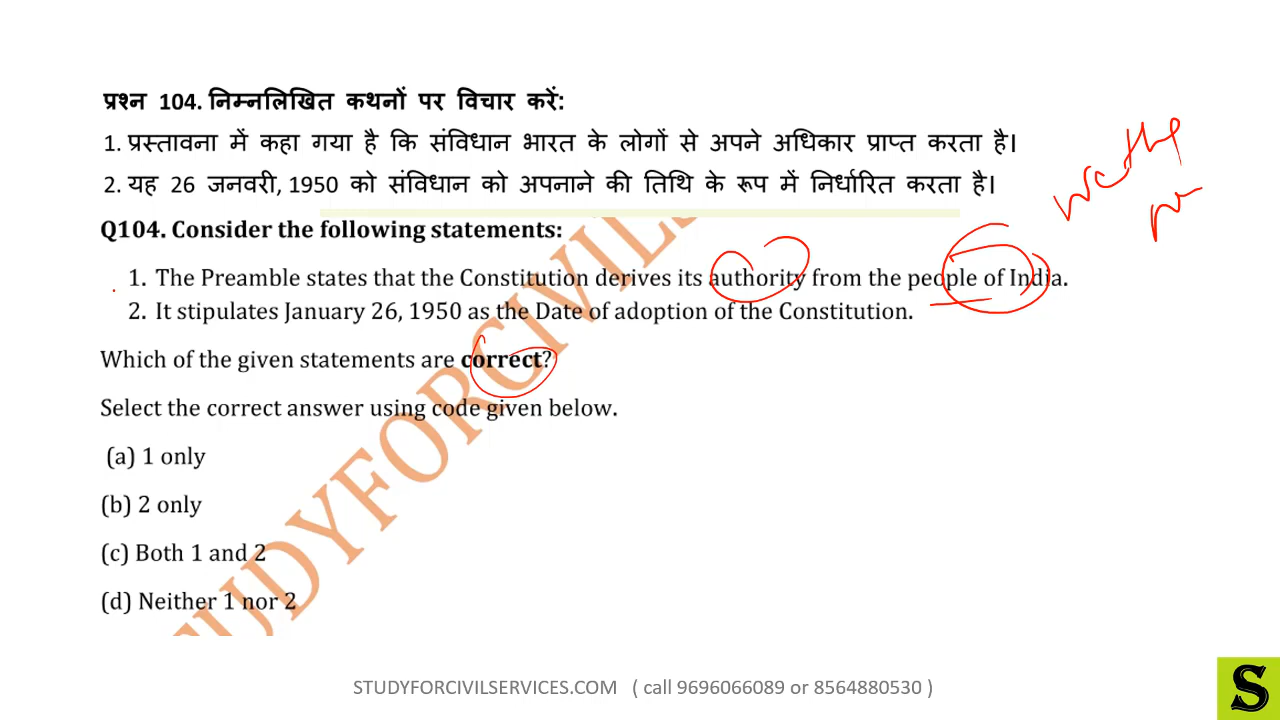 प्रश्न 104. निम्नलिखित कथनों पर विचार करें:
1. प्रस्तावना में कहा गया है कि संविधान भारत के लोगों से अपने अधिकार प्राप्त करता है।
2. यह 26 जनवरी, 1950 को संविधान को अपनाने की तिथि के रूप में निर्धारित करता है।
Q104. Consider the following statements:
1. The Preamble states that the Constitution derives its authority from the people of India.
2. It stipulates January 26, 1950 as the Date of adoption of the Constitution.
Which of the given statements are correct?
Select the correct answer using code given below.
(a) 1 only
(b) 2 only
(c) Both 1 and 2
(d) Neither 1 nor 2
STUDYFORCIVILSERVICES.COM ( call 9696066089 or 8564880530 )
S